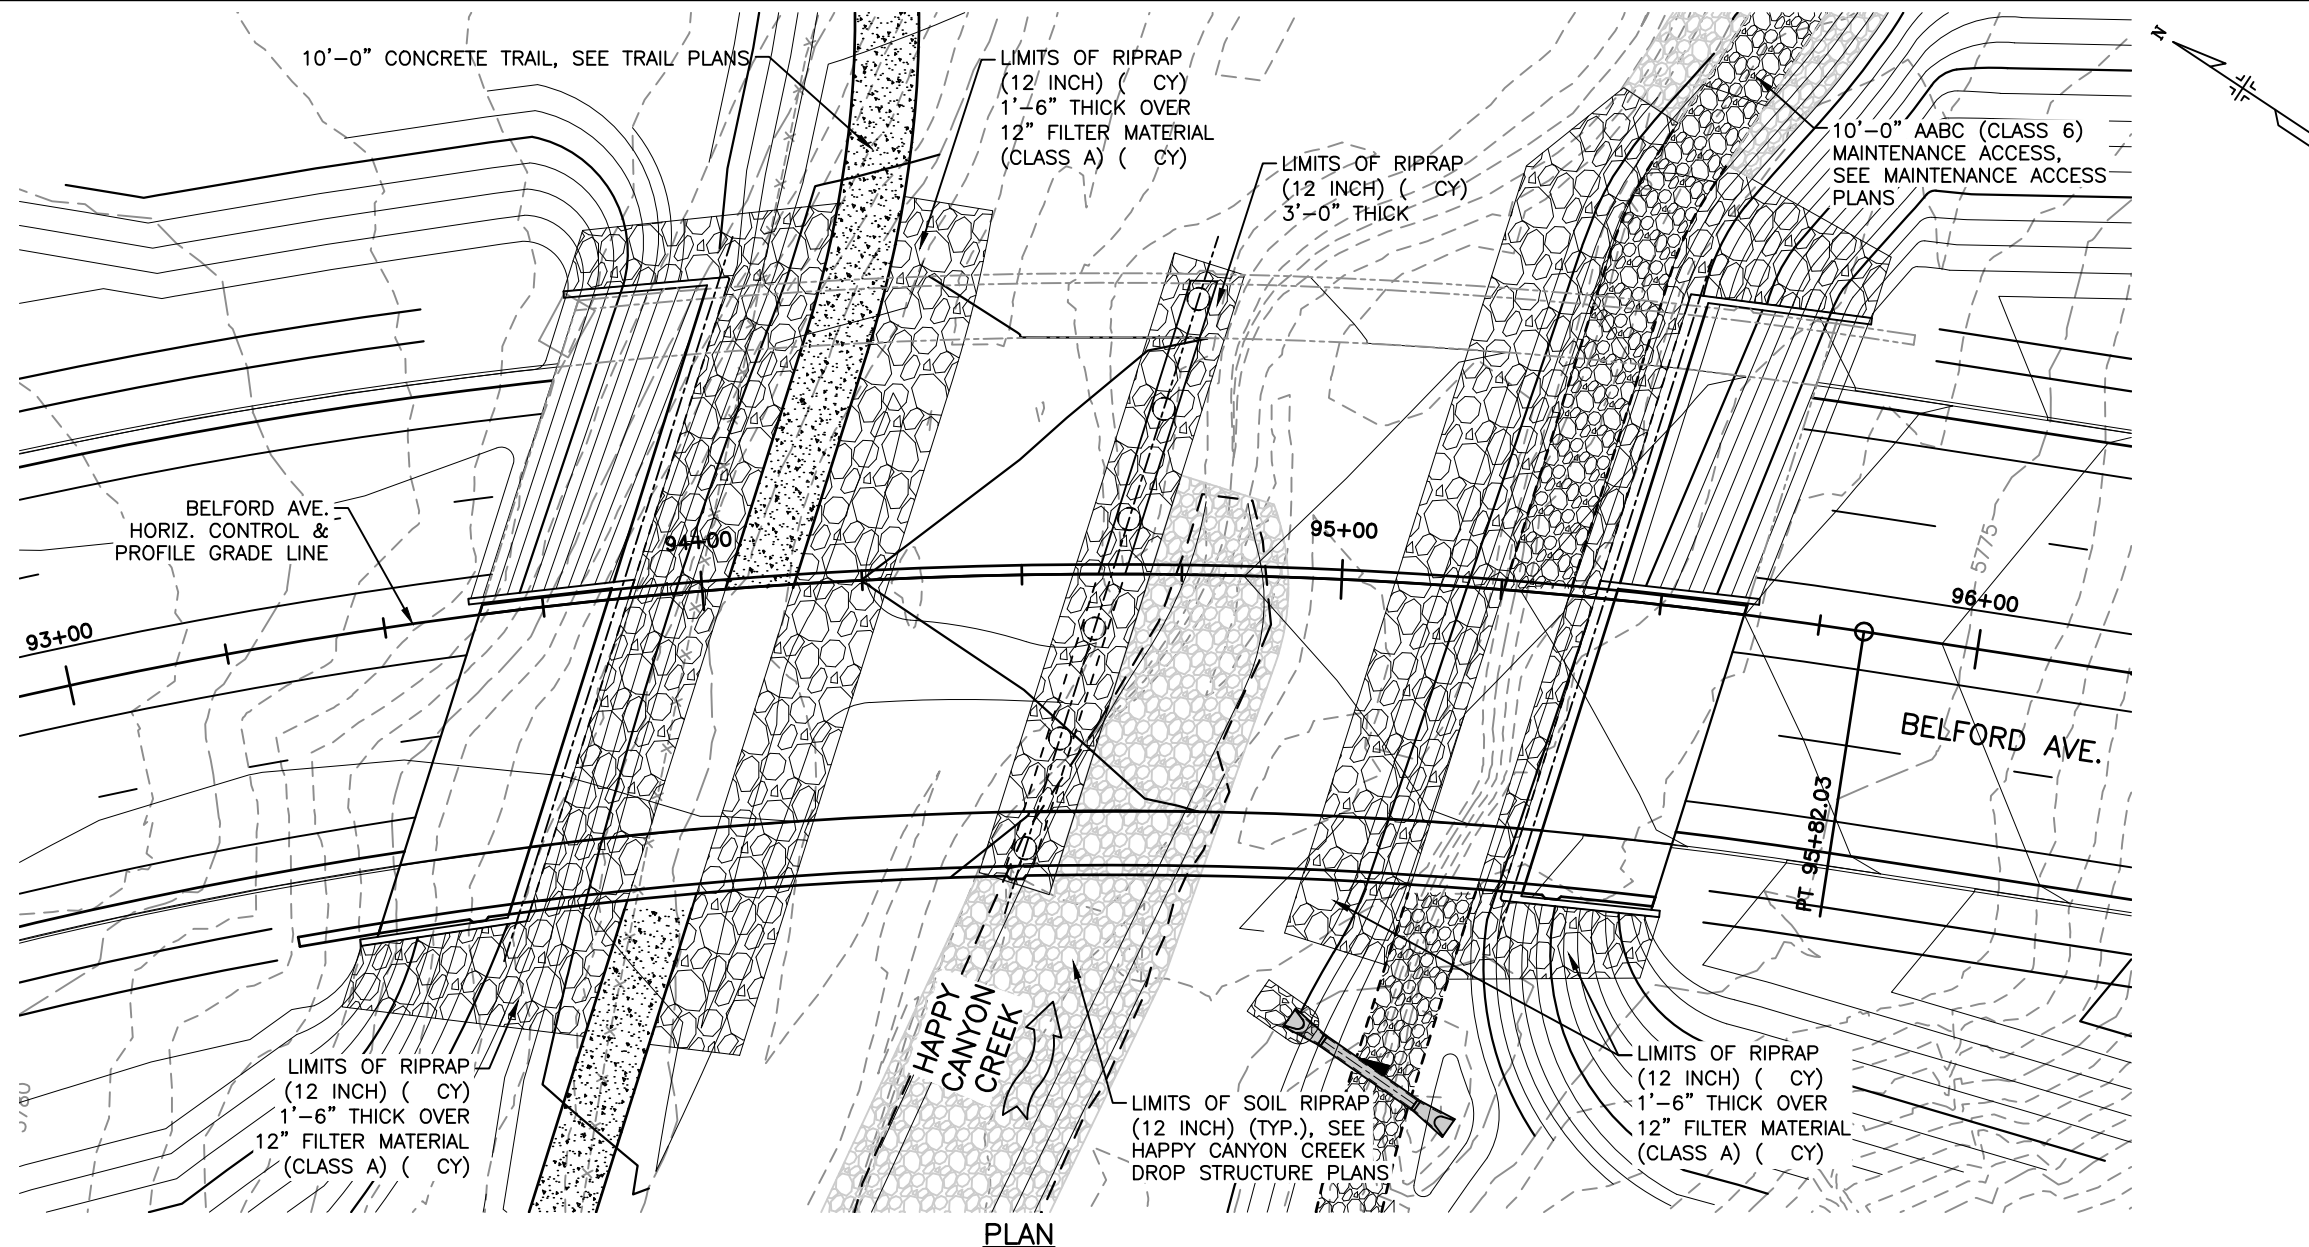 10'-0" CONCRETE TRAIL, SEE TRAIL PLANS
LIMITS OF RIPRAP
(12 INCH) (   CY)
1'-6" THICK OVER
12" FILTER MATERIAL
(CLASS A) (   CY)
LIMITS OF RIPRAP
(12 INCH) (   CY)
3'-0" THICK
10'-0" AABC (CLASS 6)
MAINTENANCE ACCESS,
SEE MAINTENANCE ACCESS
PLANS
N
BELFORD AVE.
HORIZ. CONTROL &
PROFILE GRADE LINE
93+00
94+00
95+00
96+00
5775
BELFORD AVE.
PT 95+82.03
HAPPY
CANYON
CREEK
LIMITS OF RIPRAP
(12 INCH) (   CY)
1'-6" THICK OVER
12" FILTER MATERIAL
(CLASS A) (   CY)
LIMITS OF SOIL RIPRAP
(12 INCH) (TYP.), SEE
HAPPY CANYON CREEK
DROP STRUCTURE PLANS
LIMITS OF RIPRAP
(12 INCH) (   CY)
1'-6" THICK OVER
12" FILTER MATERIAL
(CLASS A) (   CY)
PLAN